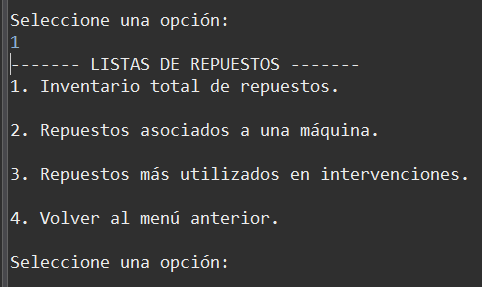 Seleccione una opción:
1
------- LISTAS DE REPUESTOS -------
1. Inventario total de repuestos.
2. Repuestos asociados a una máquina.
3. Repuestos más utilizados en intervenciones.
4. Volver al menú anterior.
Seleccione una opción: